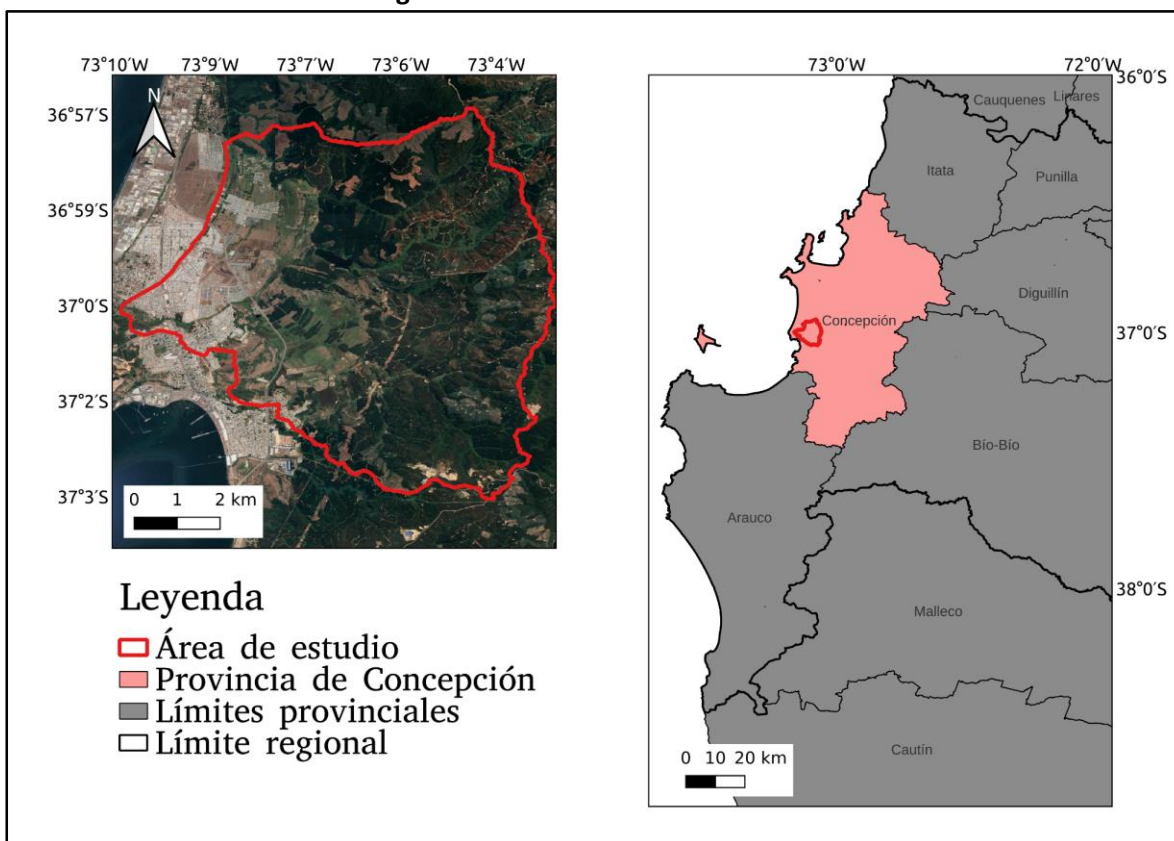 73°10′W 73°9′W 73°7′W 73°6′W 73°4′W
N
36°57′S
36°59′S
37°0′S
37°2′S
37°3′S
0 1 2 km
Leyenda
Área de estudio
Provincia de Concepción
Límites provinciales
Límite regional
73°0′W 72°0′W
36°0′S
Cauquenes
Linares
Itata
Punilla
Diguillín
Concepción
37°0′S
Bío-Bío
Arauco
38°0′S
Malleco
Cautín
0 10 20 km